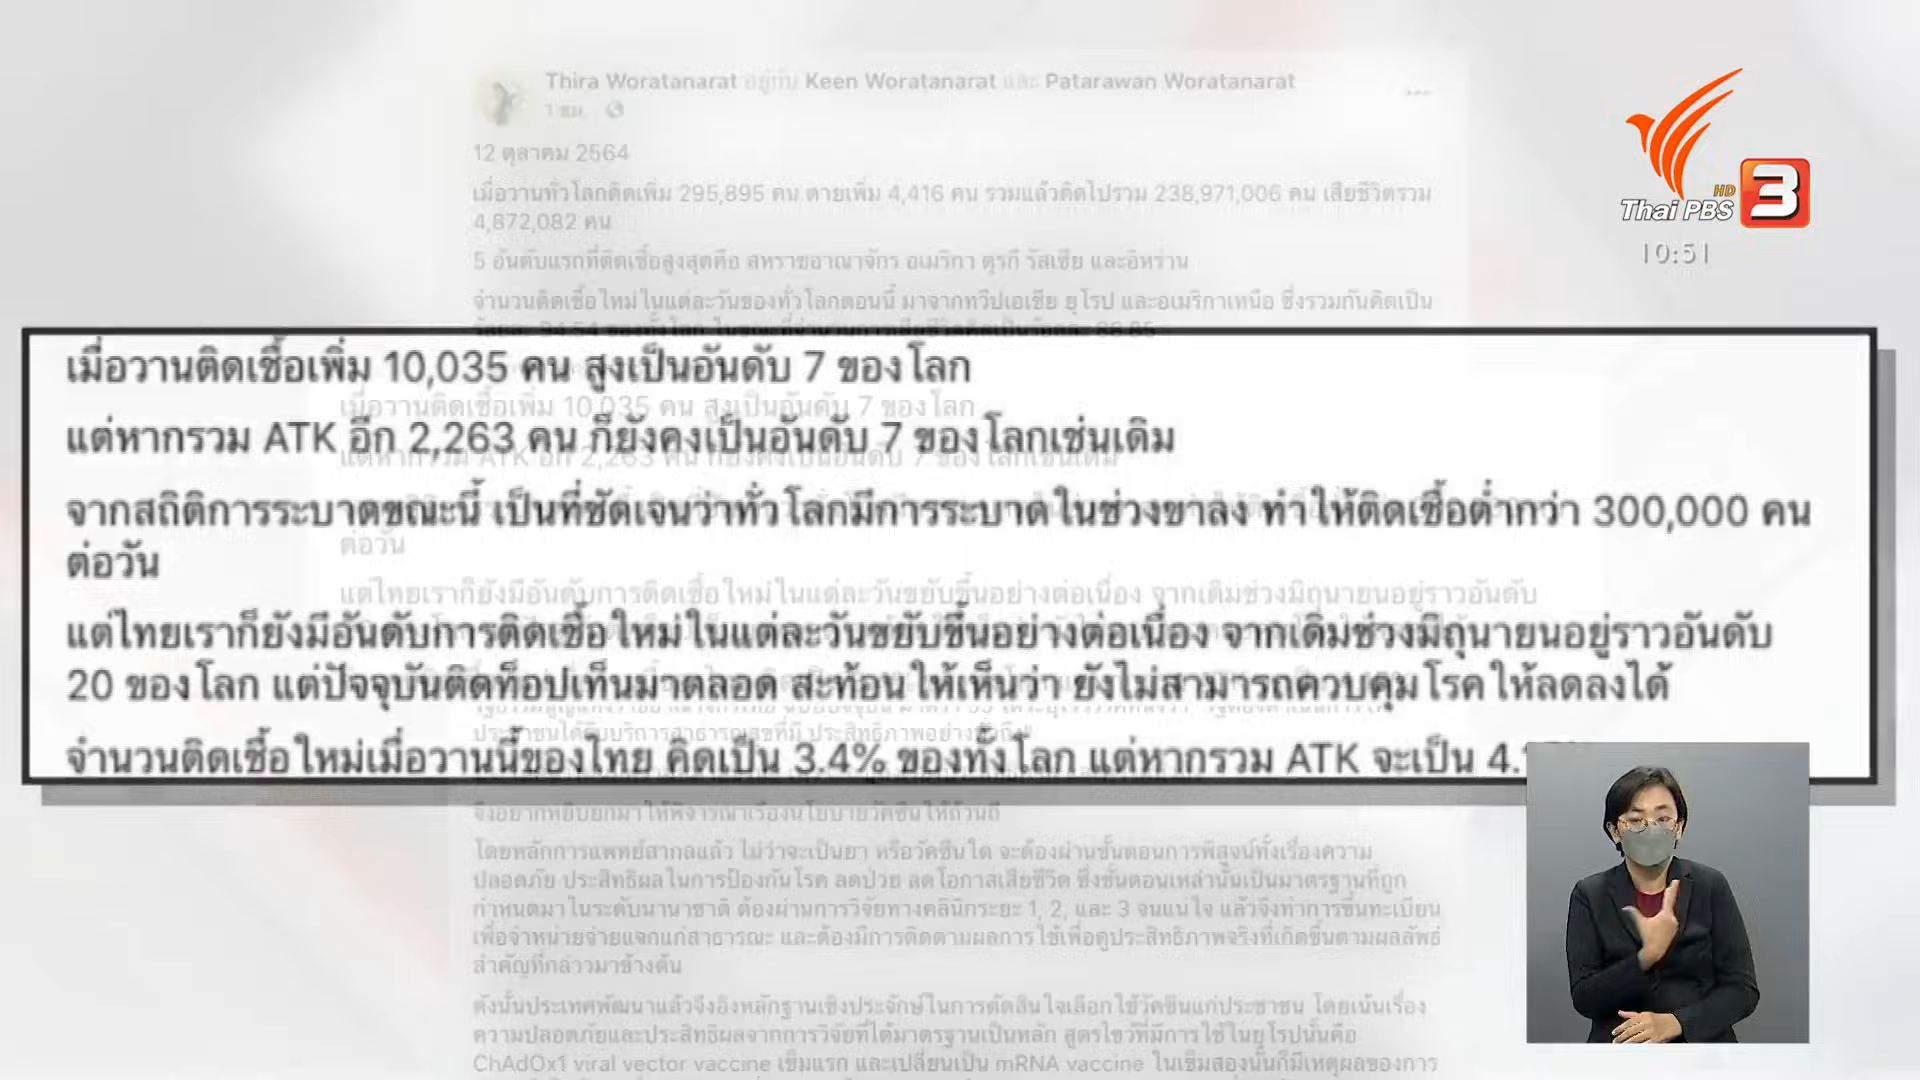 Thira Woratanarat อยู่กับ Keen Woratanarat และ Patarawan Woratanarat
1 ชม.
12 ตุลาคม 2564
เมื่อวานทั่วโลกติดเพิ่ม 295,895 คน ตายเพิ่ม 4,416 คน รวมแล้วติดไปรวม 238,971,006 คน เสียชีวิตรวม
4,872,082 คน
5 อันดับแรกที่ติดเชื้อสูงสุดคือ สหราชอาณาจักร อเมริกา ตุรกี รัสเซีย และอิหร่าน
จำนวนติดเชื้อใหม่ในแต่ละวันของทั่วโลกตอนนี้ มาจากทวีปเอเชีย ยุโรป และอเมริกาเหนือ ซึ่งรวมกันคิดเป็น
Thai PBS HD 3
10:51
เมื่อวานติดเชื้อเพิ่ม 10,035 คน สูงเป็นอันดับ 7 ของโลก
แต่หากรวม ATK อีก 2,263 คน ก็ยังคงเป็นอันดับ 7 ของโลกเช่นเดิม
จากสถิติการระบาดขณะนี้ เป็นที่ชัดเจนว่าทั่วโลกมีการระบาดในช่วงขาลง ทำให้ติดเชื้อต่ำกว่า 300,000 คน
ต่อวัน
แต่ไทยเราก็ยังมีอันดับการติดเชื้อใหม่ในแต่ละวันขยับขึ้นอย่างต่อเนื่อง จากเดิมช่วงมิถุนายนอยู่ราวอันดับ
20 ของโลก แต่ปัจจุบันติดท็อปเท็นมาตลอด สะท้อนให้เห็นว่า ยังไม่สามารถควบคุมโรคให้ลดลงได้
จำนวนติดเชื้อใหม่เมื่อวานนี้ของไทย คิดเป็น 3.4% ของทั้งโลก แต่หากรวม ATK จะเป็น
จึงอยากหยิบยกมาให้พิจารณาเรื่องนโยบายวัคซีนให้ถ้วนถี่
โดยหลักการแพทย์สากลแล้ว ไม่ว่าจะเป็นยา หรือวัคซีนใด จะต้องผ่านขั้นตอนการพิสูจน์ทั้งเรื่องความ
ปลอดภัย ประสิทธิผลในการป้องกันโรค ลดป่วย ลดโอกาสเสียชีวิต ซึ่งขั้นตอนเหล่านั้นเป็นมาตรฐานที่ถูก
กำหนดมาในระดับนานาชาติ ต้องผ่านการวิจัยทางคลินิกระยะ 1, 2, และ 3 จนแน่ใจ แล้วจึงทำการขึ้นทะเบียน
เพื่อจำหน่ายจ่ายแจกแก่สาธารณะ และต้องมีการติดตามผลการใช้เพื่อดูประสิทธิภาพจริงที่เกิดขึ้นตามผลลัพธ์
สำคัญที่กล่าวมาข้างต้น
ดังนั้นประเทศพัฒนาแล้วจึงอิงหลักฐานเชิงประจักษ์ในการตัดสินใจเลือกใช้วัคซีนแก่ประชาชน โดยเน้นเรื่อง
ความปลอดภัยและประสิทธิผลจากการวิจัยที่ได้มาตรฐานเป็นหลัก สูตรไขว้ที่มีการใช้ในยุโรปนั้นคือ
ChAdOx1 viral vector vaccine เข็มแรก และเปลี่ยนเป็น mRNA vaccine ในเข็มสองนั้นก็มีเหตุผลของการ